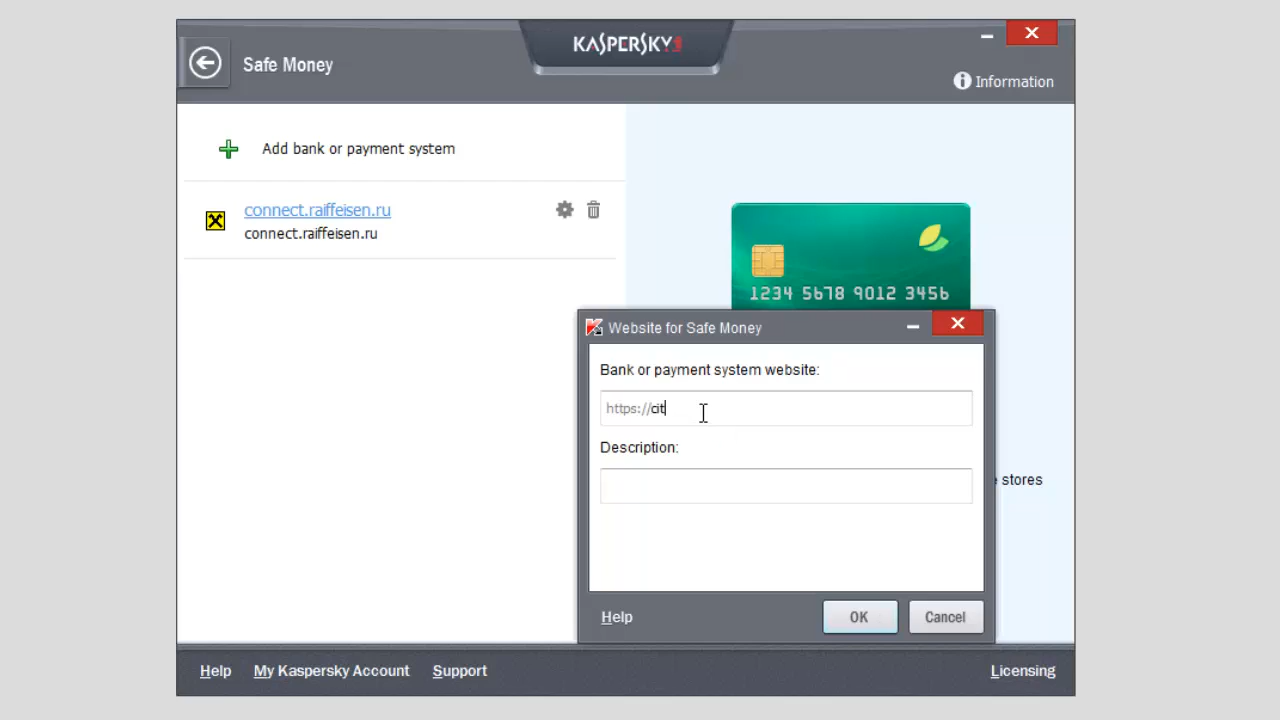 KASPERSKY
Safe Money
Information
Add bank or payment system
connect.raiffeisen.ru
connect.raiffeisen.ru
1234 5678 9012 3456
Website for Safe Money
Bank or payment system website:
https://cit
Description:
stores
Help
OK
Cancel
Help
My Kaspersky Account
Support
Licensing